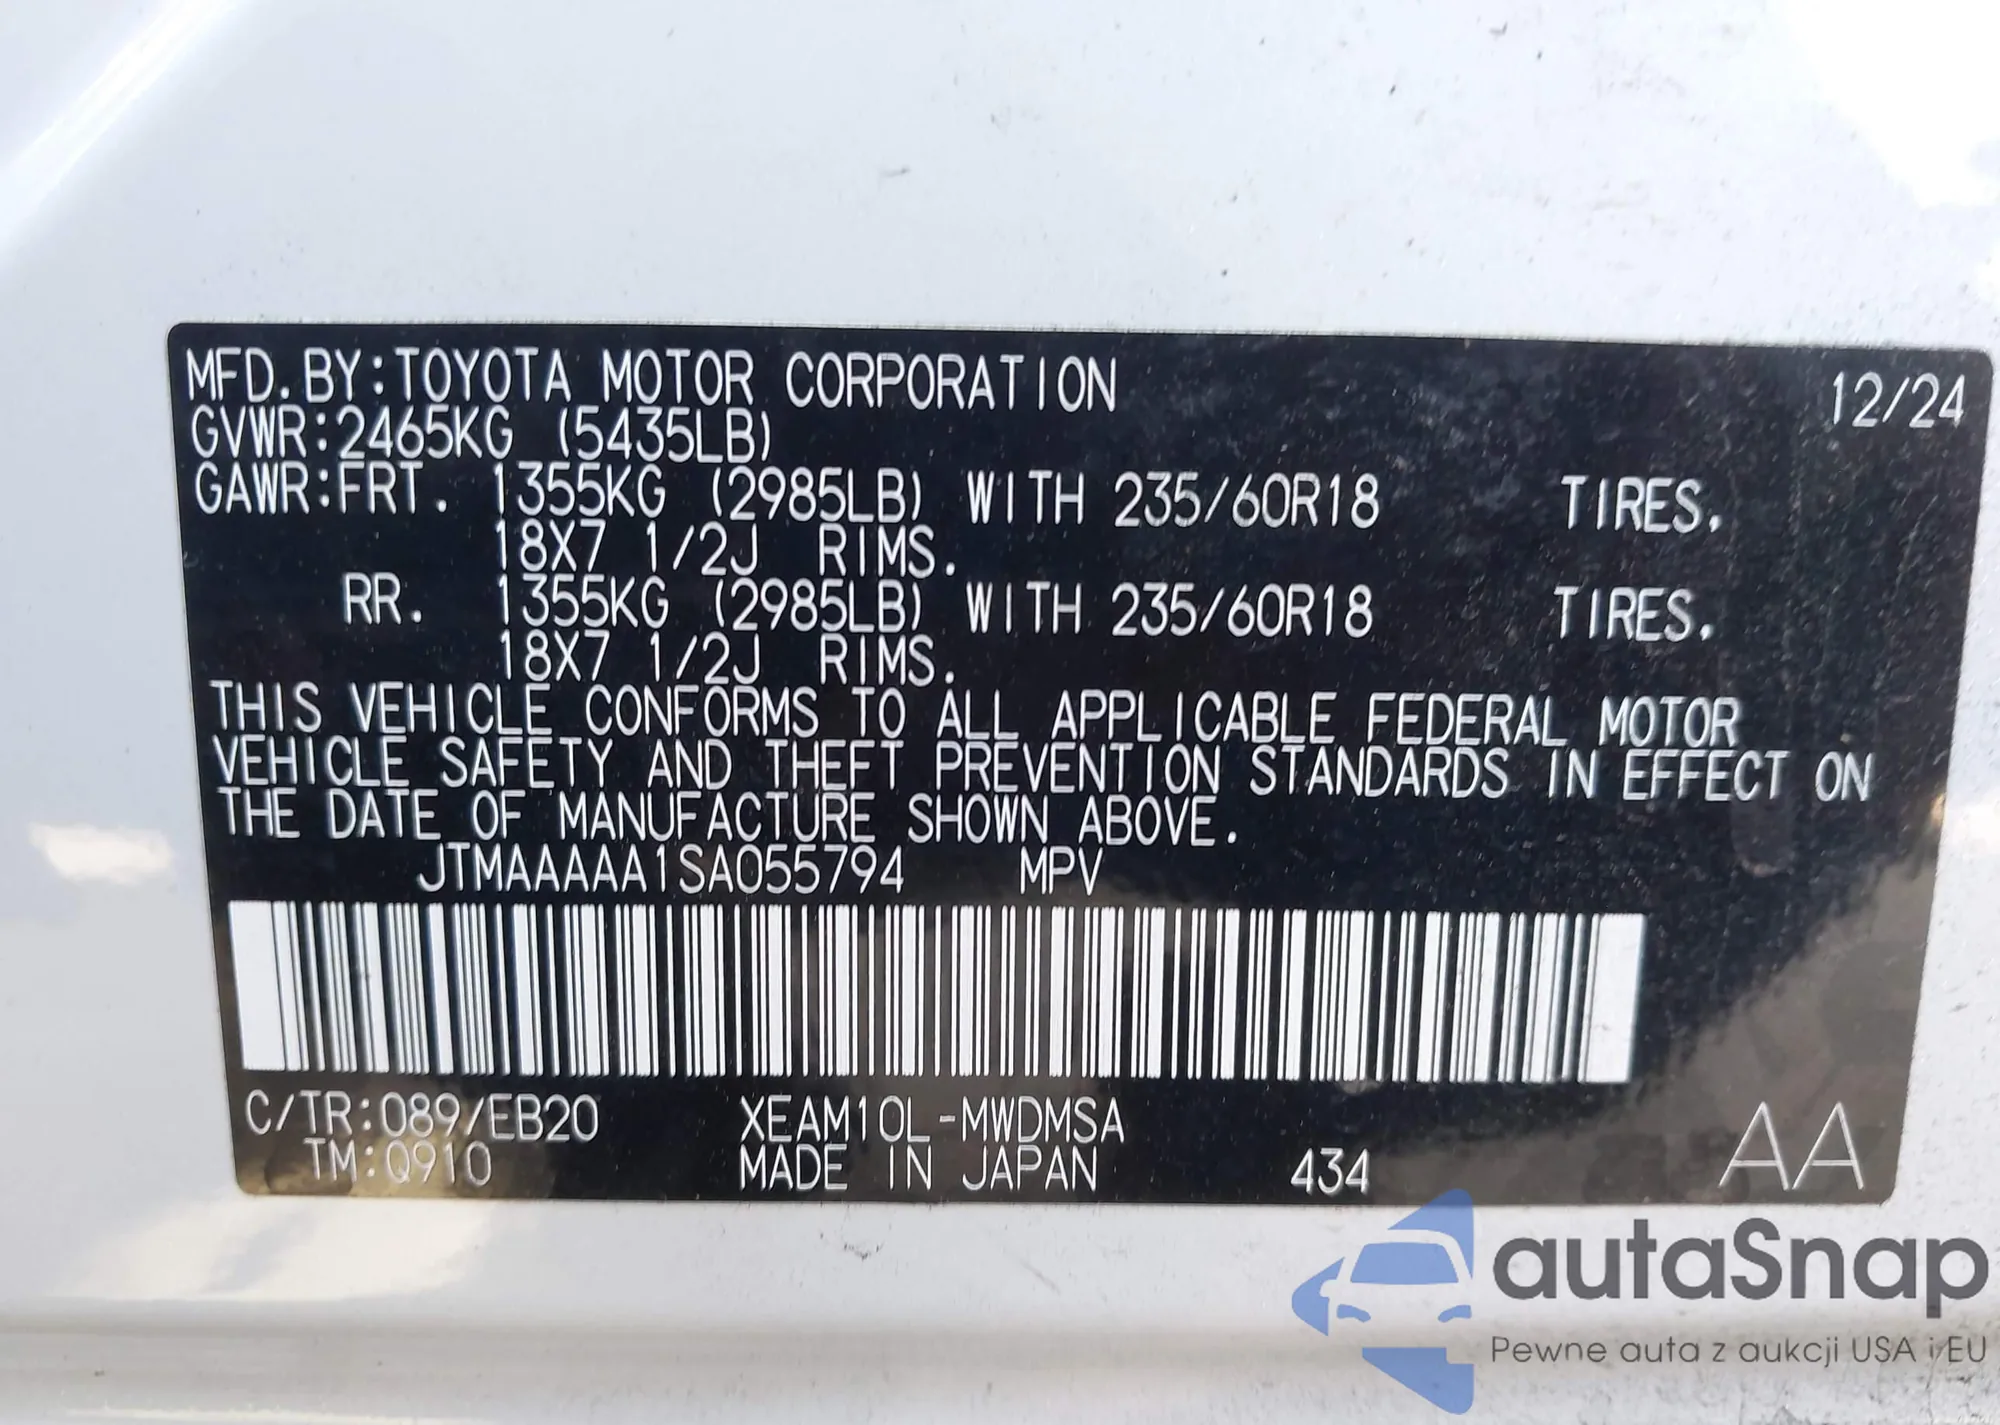 MFD.BY:TOYOTA MOTOR CORPORATION 12/24
GVWR:2465KG (5435LB)
GAWR:FRT. 1355KG (2985LB) WITH 235/60R18 TIRES.
18X7 1/2J RIMS.
RR. 1355KG (2985LB) WITH 235/60R18 TIRES.
18X7 1/2J RIMS.
THIS VEHICLE CONFORMS TO ALL APPLICABLE FEDERAL MOTOR
VEHICLE SAFETY AND THEFT PREVENTION STANDARDS IN EFFECT ON
THE DATE OF MANUFACTURE SHOWN ABOVE.
JTMAAAAA1SA055794 MPV
C/TR:089/EB20 XEAM10L-MWDMSA
TM:Q910 MADE IN JAPAN 434 AA
autaSnap
Pewne auta z aukcji USA i EU